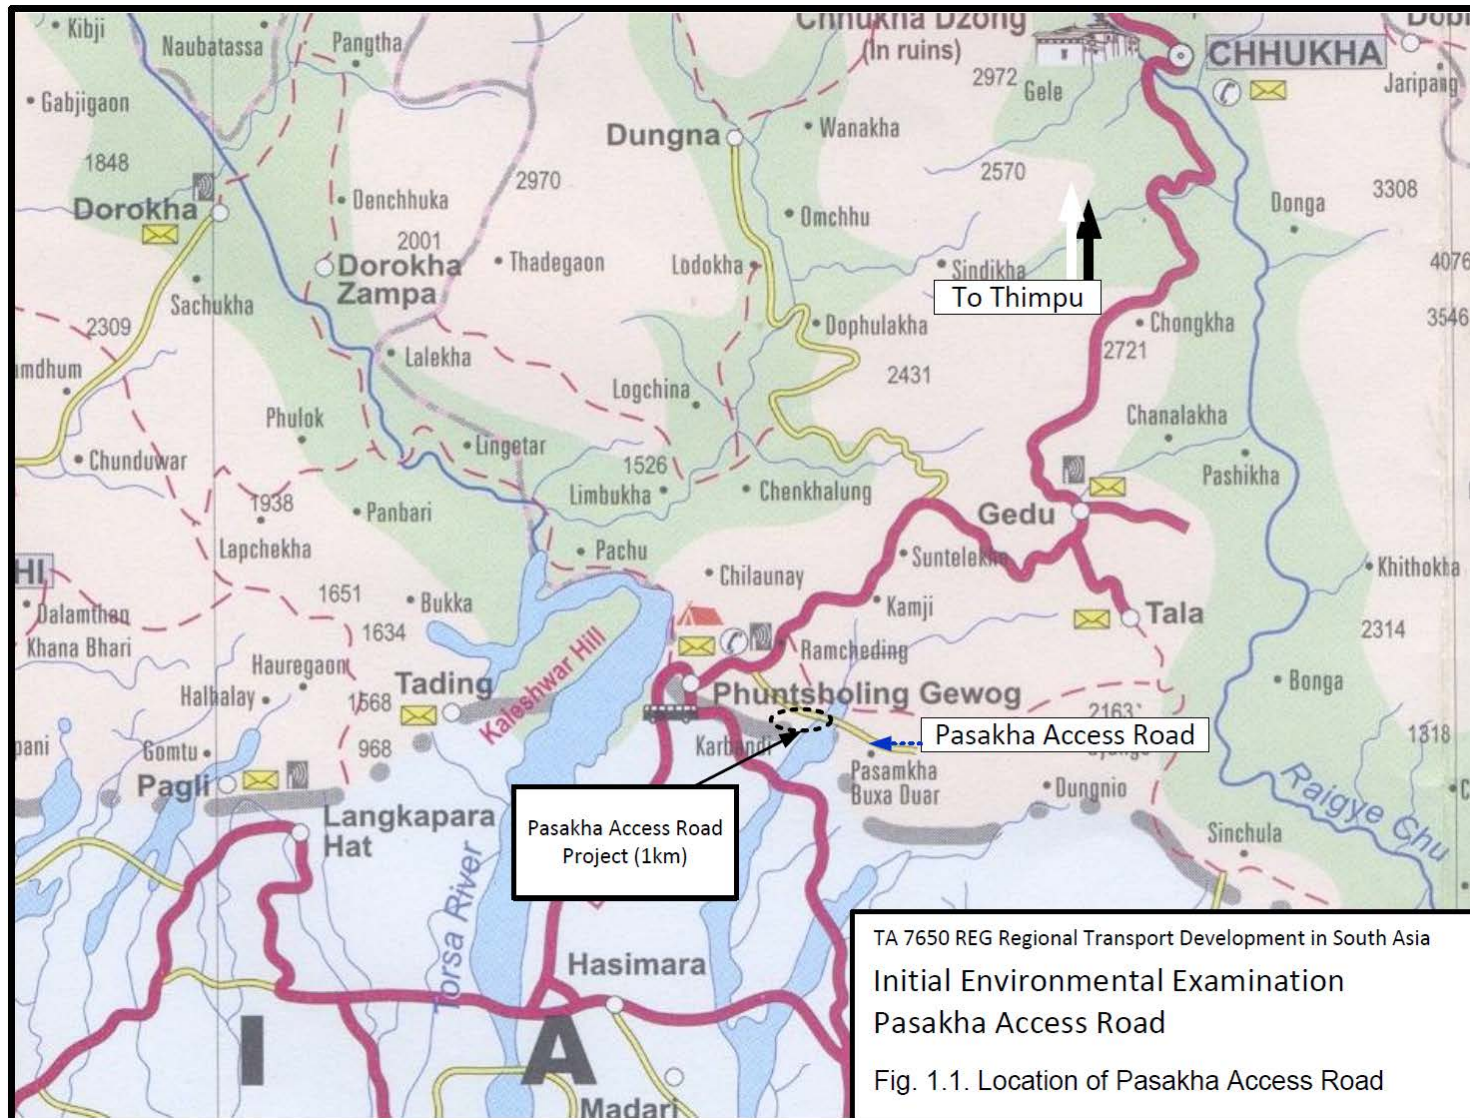 Kibji
Naubatassa
Pangtha
Chhukha Dzong
(In ruins)
2972
Gele
CHHUKHA
Jaripang
Gabjigaon
Dungna
Wanakha
1848
2970
2570
3308
Dorokha
Denchhuka
Omchhu
Donga
2001
Dorokha
Zampa
Thadegaon
Lodokha
Sindikha
4076
To Thimpu
Sachukha
2309
Dophulakha
Chongkha
3546
Lalekha
2721
amdhum
Logchina
2431
Phulok
Chanalakha
Lingetar
Chunduwar
1526
Pashikha
Limbukha
Chenkhalung
1938
Panbari
Gedu
Lapchekha
Pachu
Suntelekha
HI
Chilaunay
Khithokha
Dalamthan
1651
Bukka
Kamji
Tala
Khana Bhari
1634
Ramcheding
2314
Hauregaon
Kaleshwar Hill
Halhalay
1568
Tading
Phuntsholing Gewog
Bonga
2163
pani
Gomtu
968
Karbandi
Pasakha Access Road
1318
Pagli
Pasamkha
Buxa Duar
Dungnio
Raigye Chu
Langkapara
Hat
Pasakha Access Road
Project (1km)
Sinchula
Torsa River
Hasimara
I A
Madari
TA 7650 REG Regional Transport Development in South Asia
Initial Environmental Examination
Pasakha Access Road
Fig. 1.1. Location of Pasakha Access Road